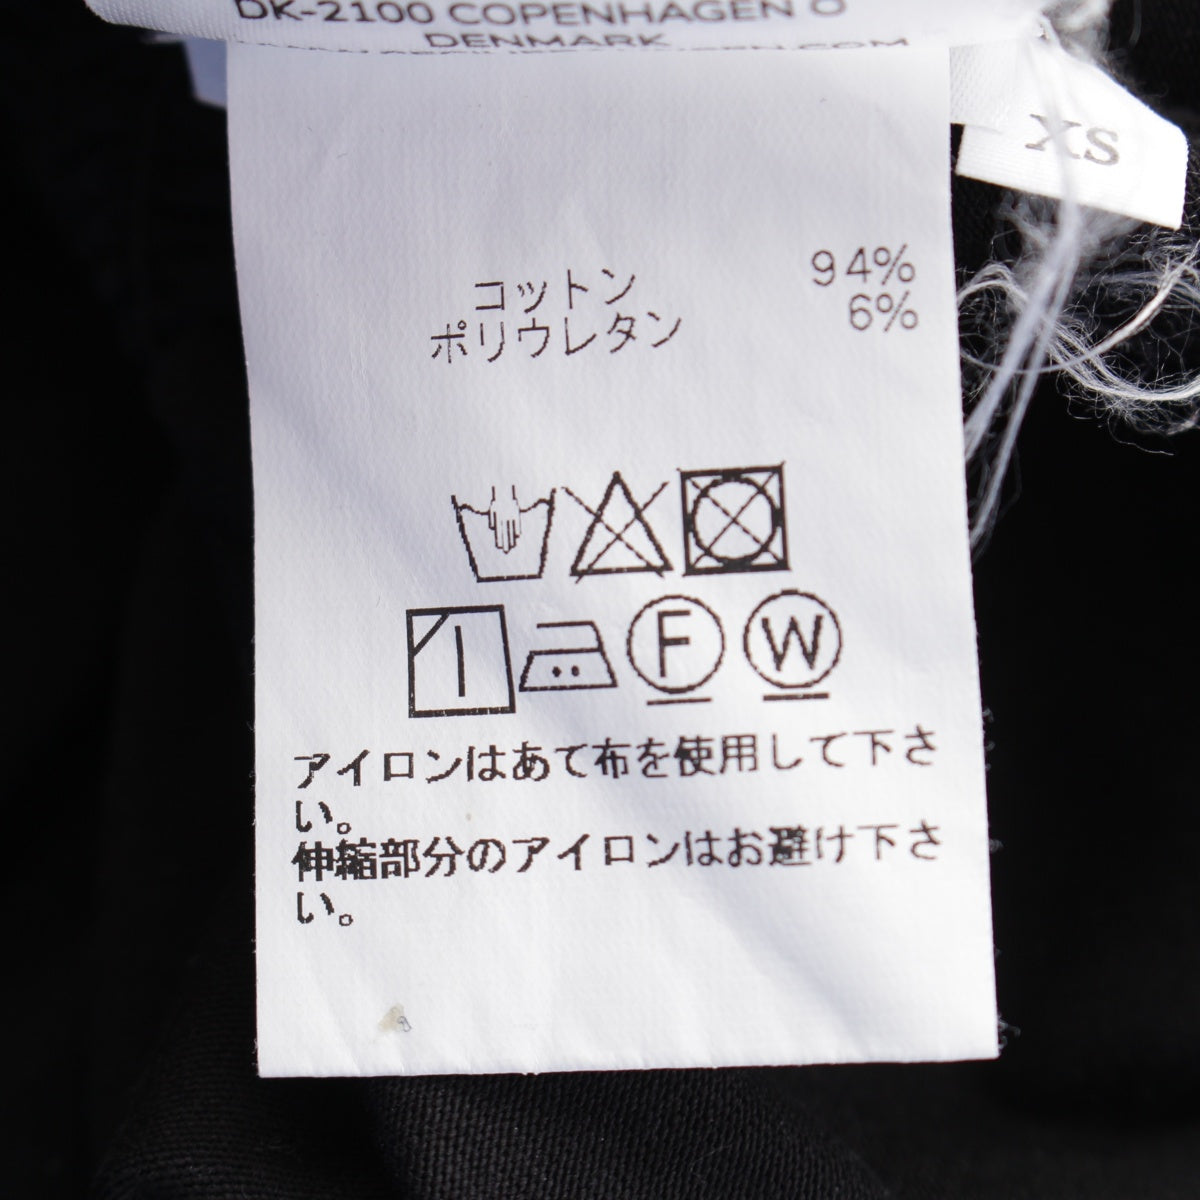 DK-2100 COPENHAGEN Ø
DENMARK
XS
コットン 94%
ポリウレタン 6%
F W
アイロンはあて布を使用して下さ
い。
伸縮部分のアイロンはお避け下さ
い。